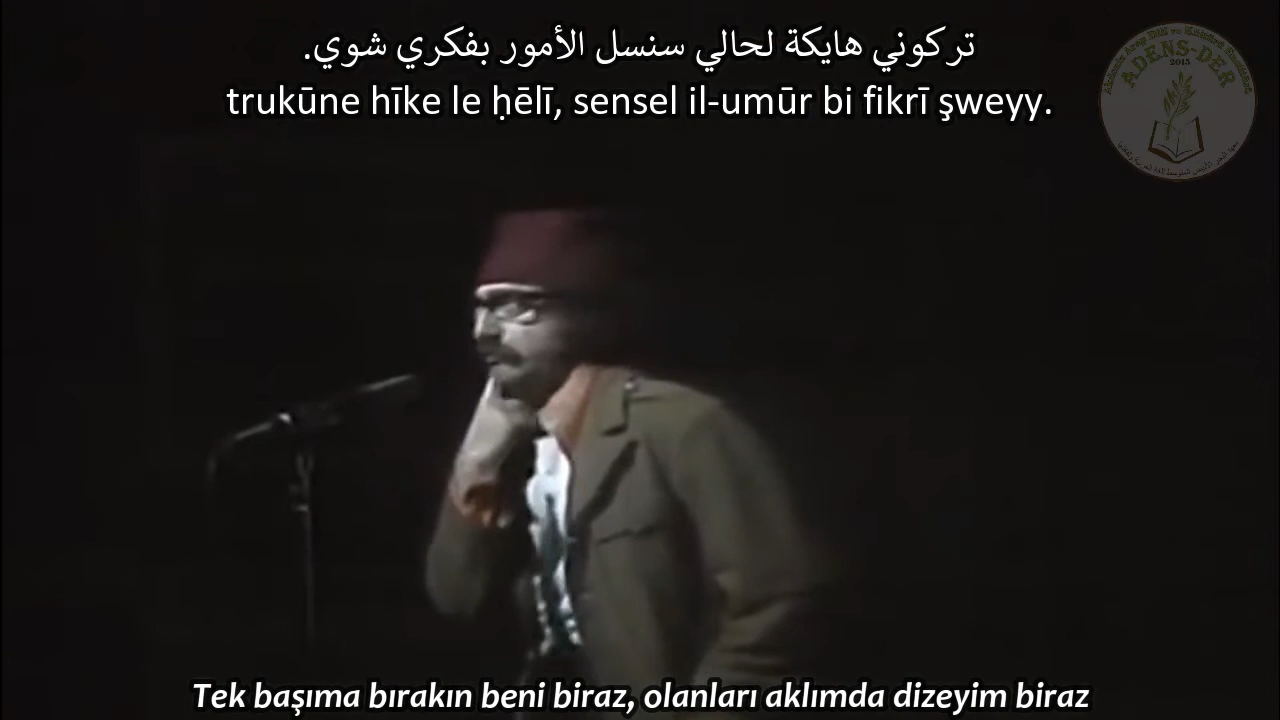 تركوني هايكة لحالي سنسل الأمور بفكري شوي.
trukūne hīke le ḥēlī, sensel il-umūr bi fikrī şweyy.
ADENS-DER
2015
Tek başıma bırakın beni biraz, olanları aklımda dizeyim biraz